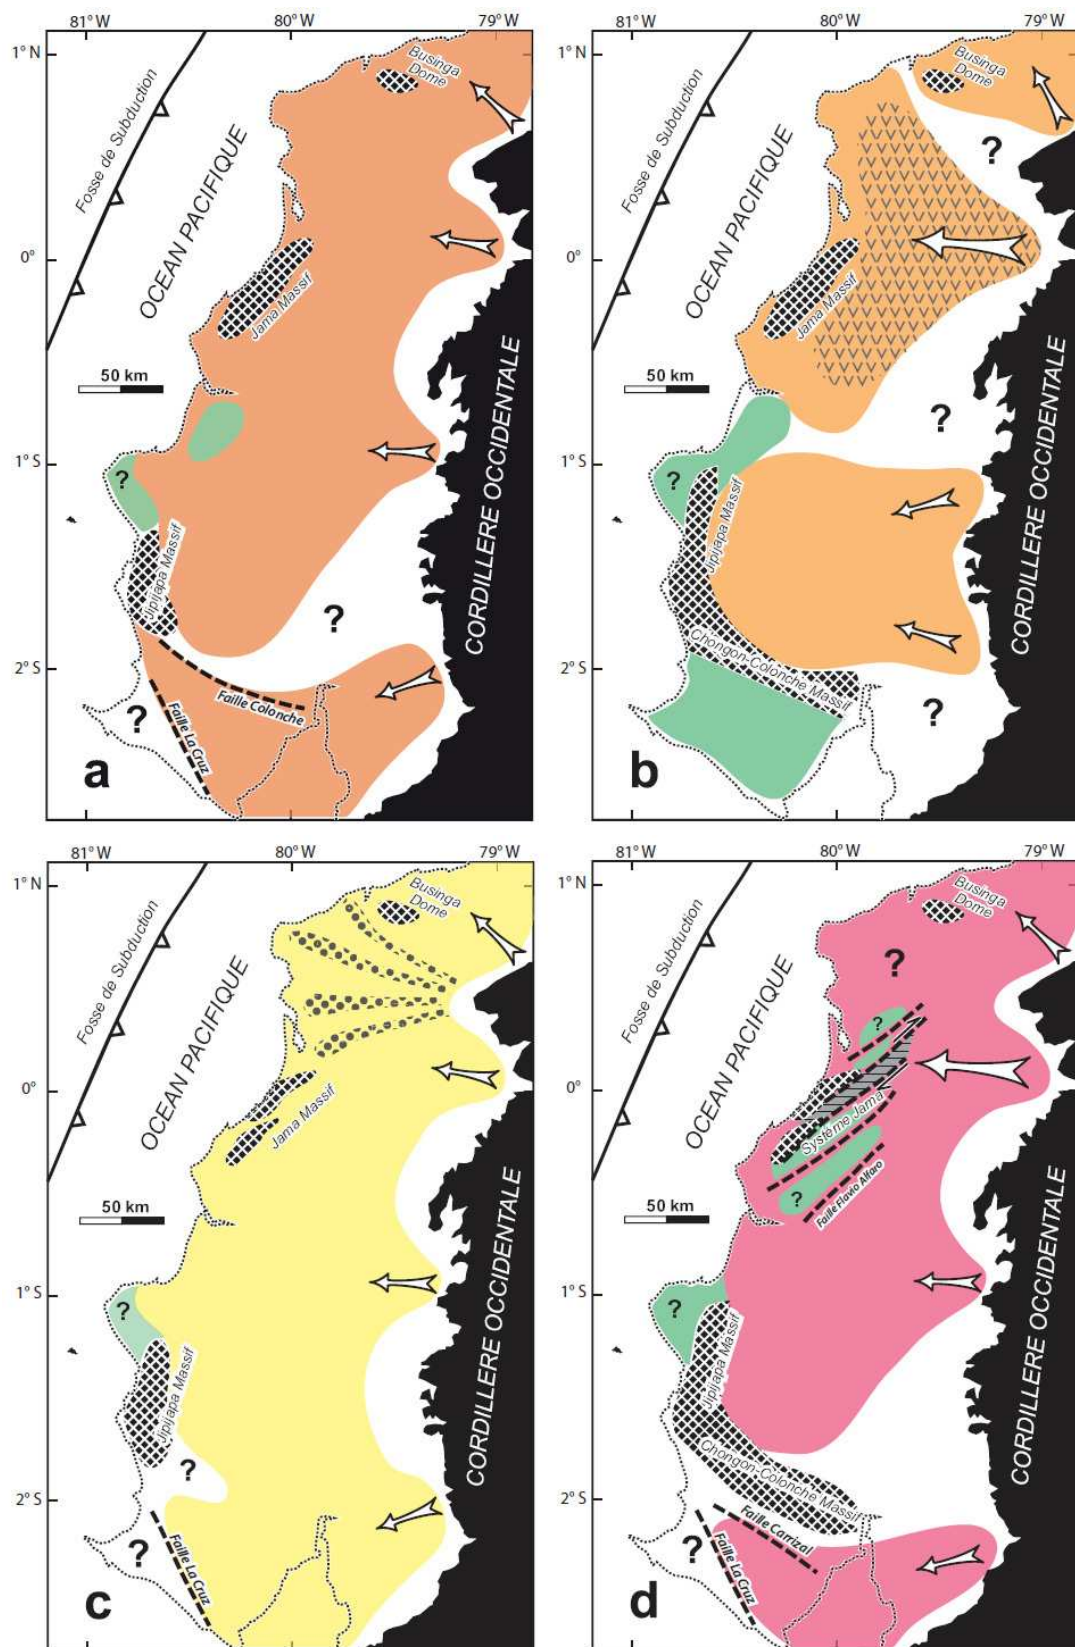 81°W 80°W 79°W
1°N
Businga
Dome
Fosse de Subduction
OCEAN PACIFIQUE
0°
Jama Massif
50 km
CORDILLERE OCCIDENTALE
1°S
?
Jipijapa Massif
?
2°S
Faille Colonche
?
Faille La Cruz
a
81°W 80°W 79°W
1°N
Businga
Dome
Fosse de Subduction
?
OCEAN PACIFIQUE
0°
Jama Massif
50 km
CORDILLERE OCCIDENTALE
?
1°S
?
Jipijapa Massif
2°S
Chongon-Colonche Massif
?
b
81°W 80°W 79°W
1°N
Businga
Dome
Fosse de Subduction
OCEAN PACIFIQUE
0°
Jama Massif
50 km
CORDILLERE OCCIDENTALE
1°S
?
Jipijapa Massif
?
2°S
?
Faille La Cruz
c
81°W 80°W 79°W
1°N
Businga
Dome
Fosse de Subduction
?
OCEAN PACIFIQUE
?
0°
Système Jama
?
Faille Flavio Alfaro
50 km
CORDILLERE OCCIDENTALE
1°S
?
Jipijapa Massif
Chongon-Colonche Massif
2°S
Faille Carrizal
?
Faille La Cruz
d